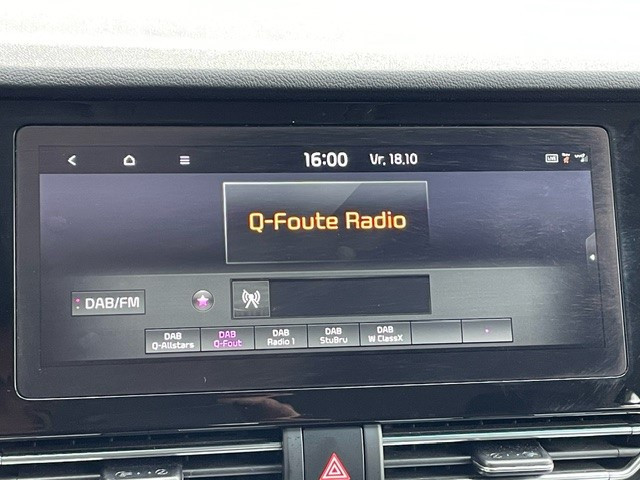 16:00 Vr, 18.10
LIVE
Q-Foute Radio
DAB/FM
DAB DAB DAB DAB DAB
Q-Allstars Q-Fout Radio 1 StuBru W ClassX